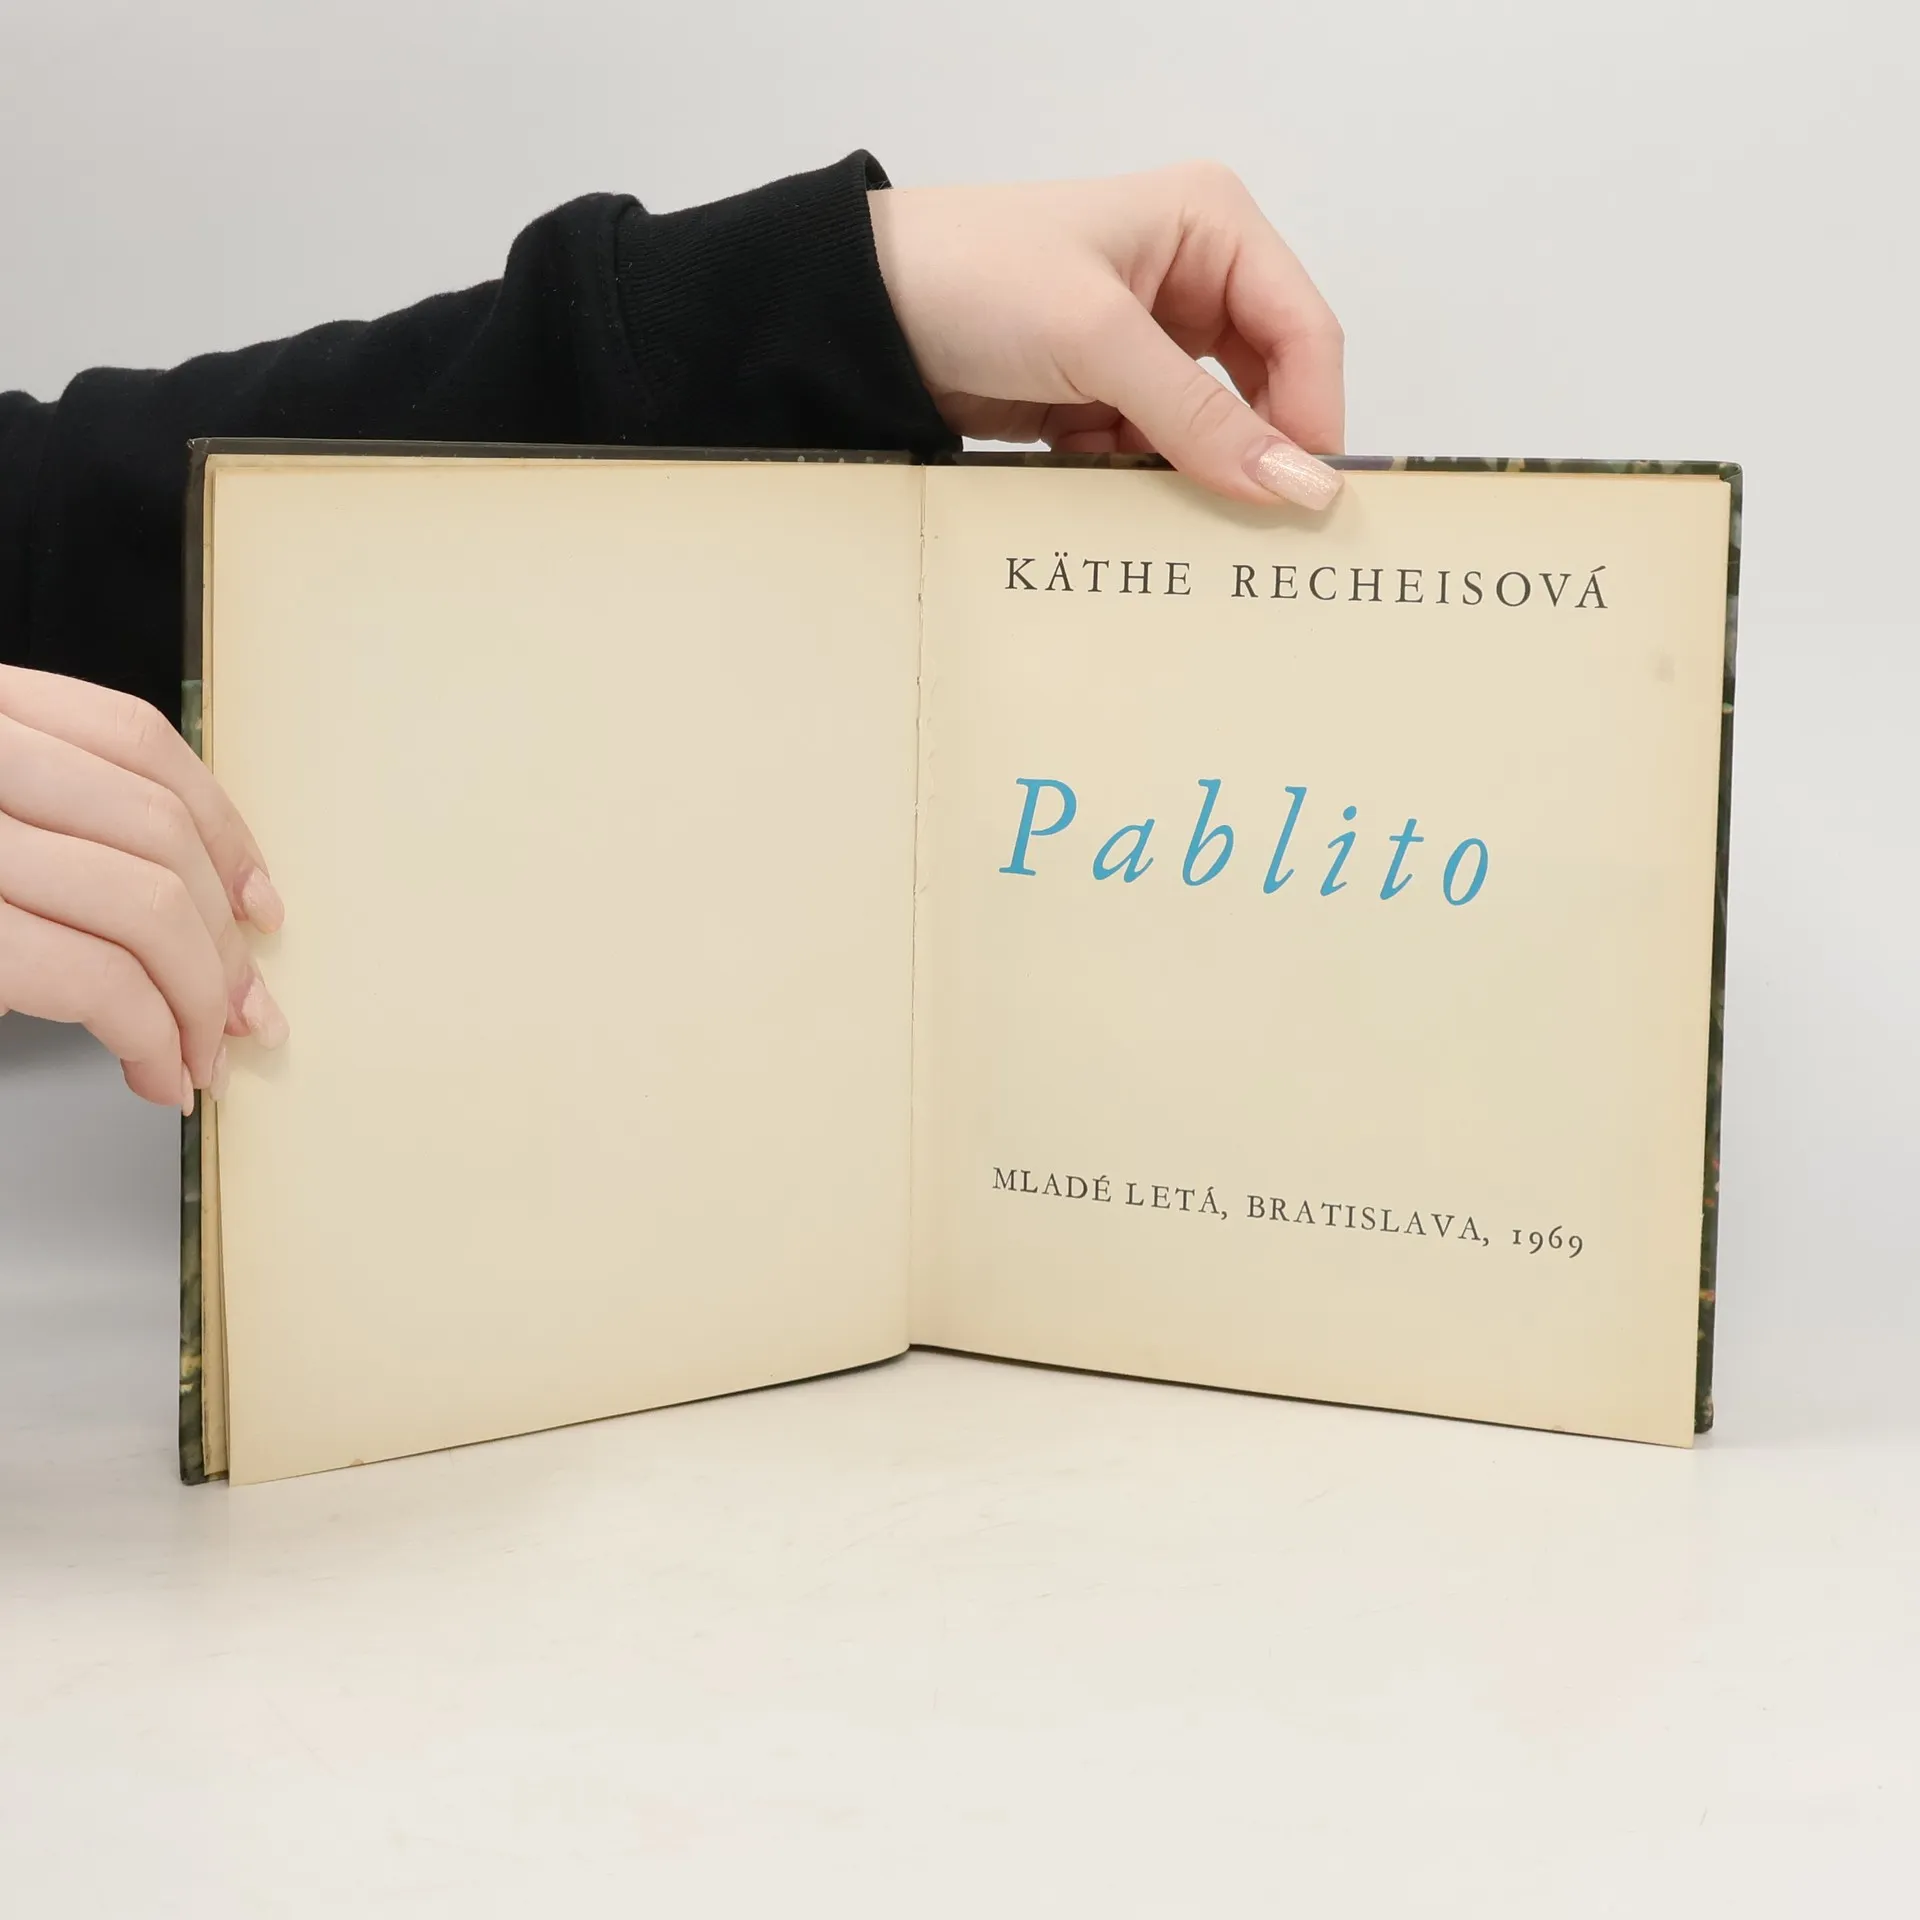 KÄTHE RECHEISOVÁ
Pablito
MLADÉ LETÁ, BRATISLAVA, 1969